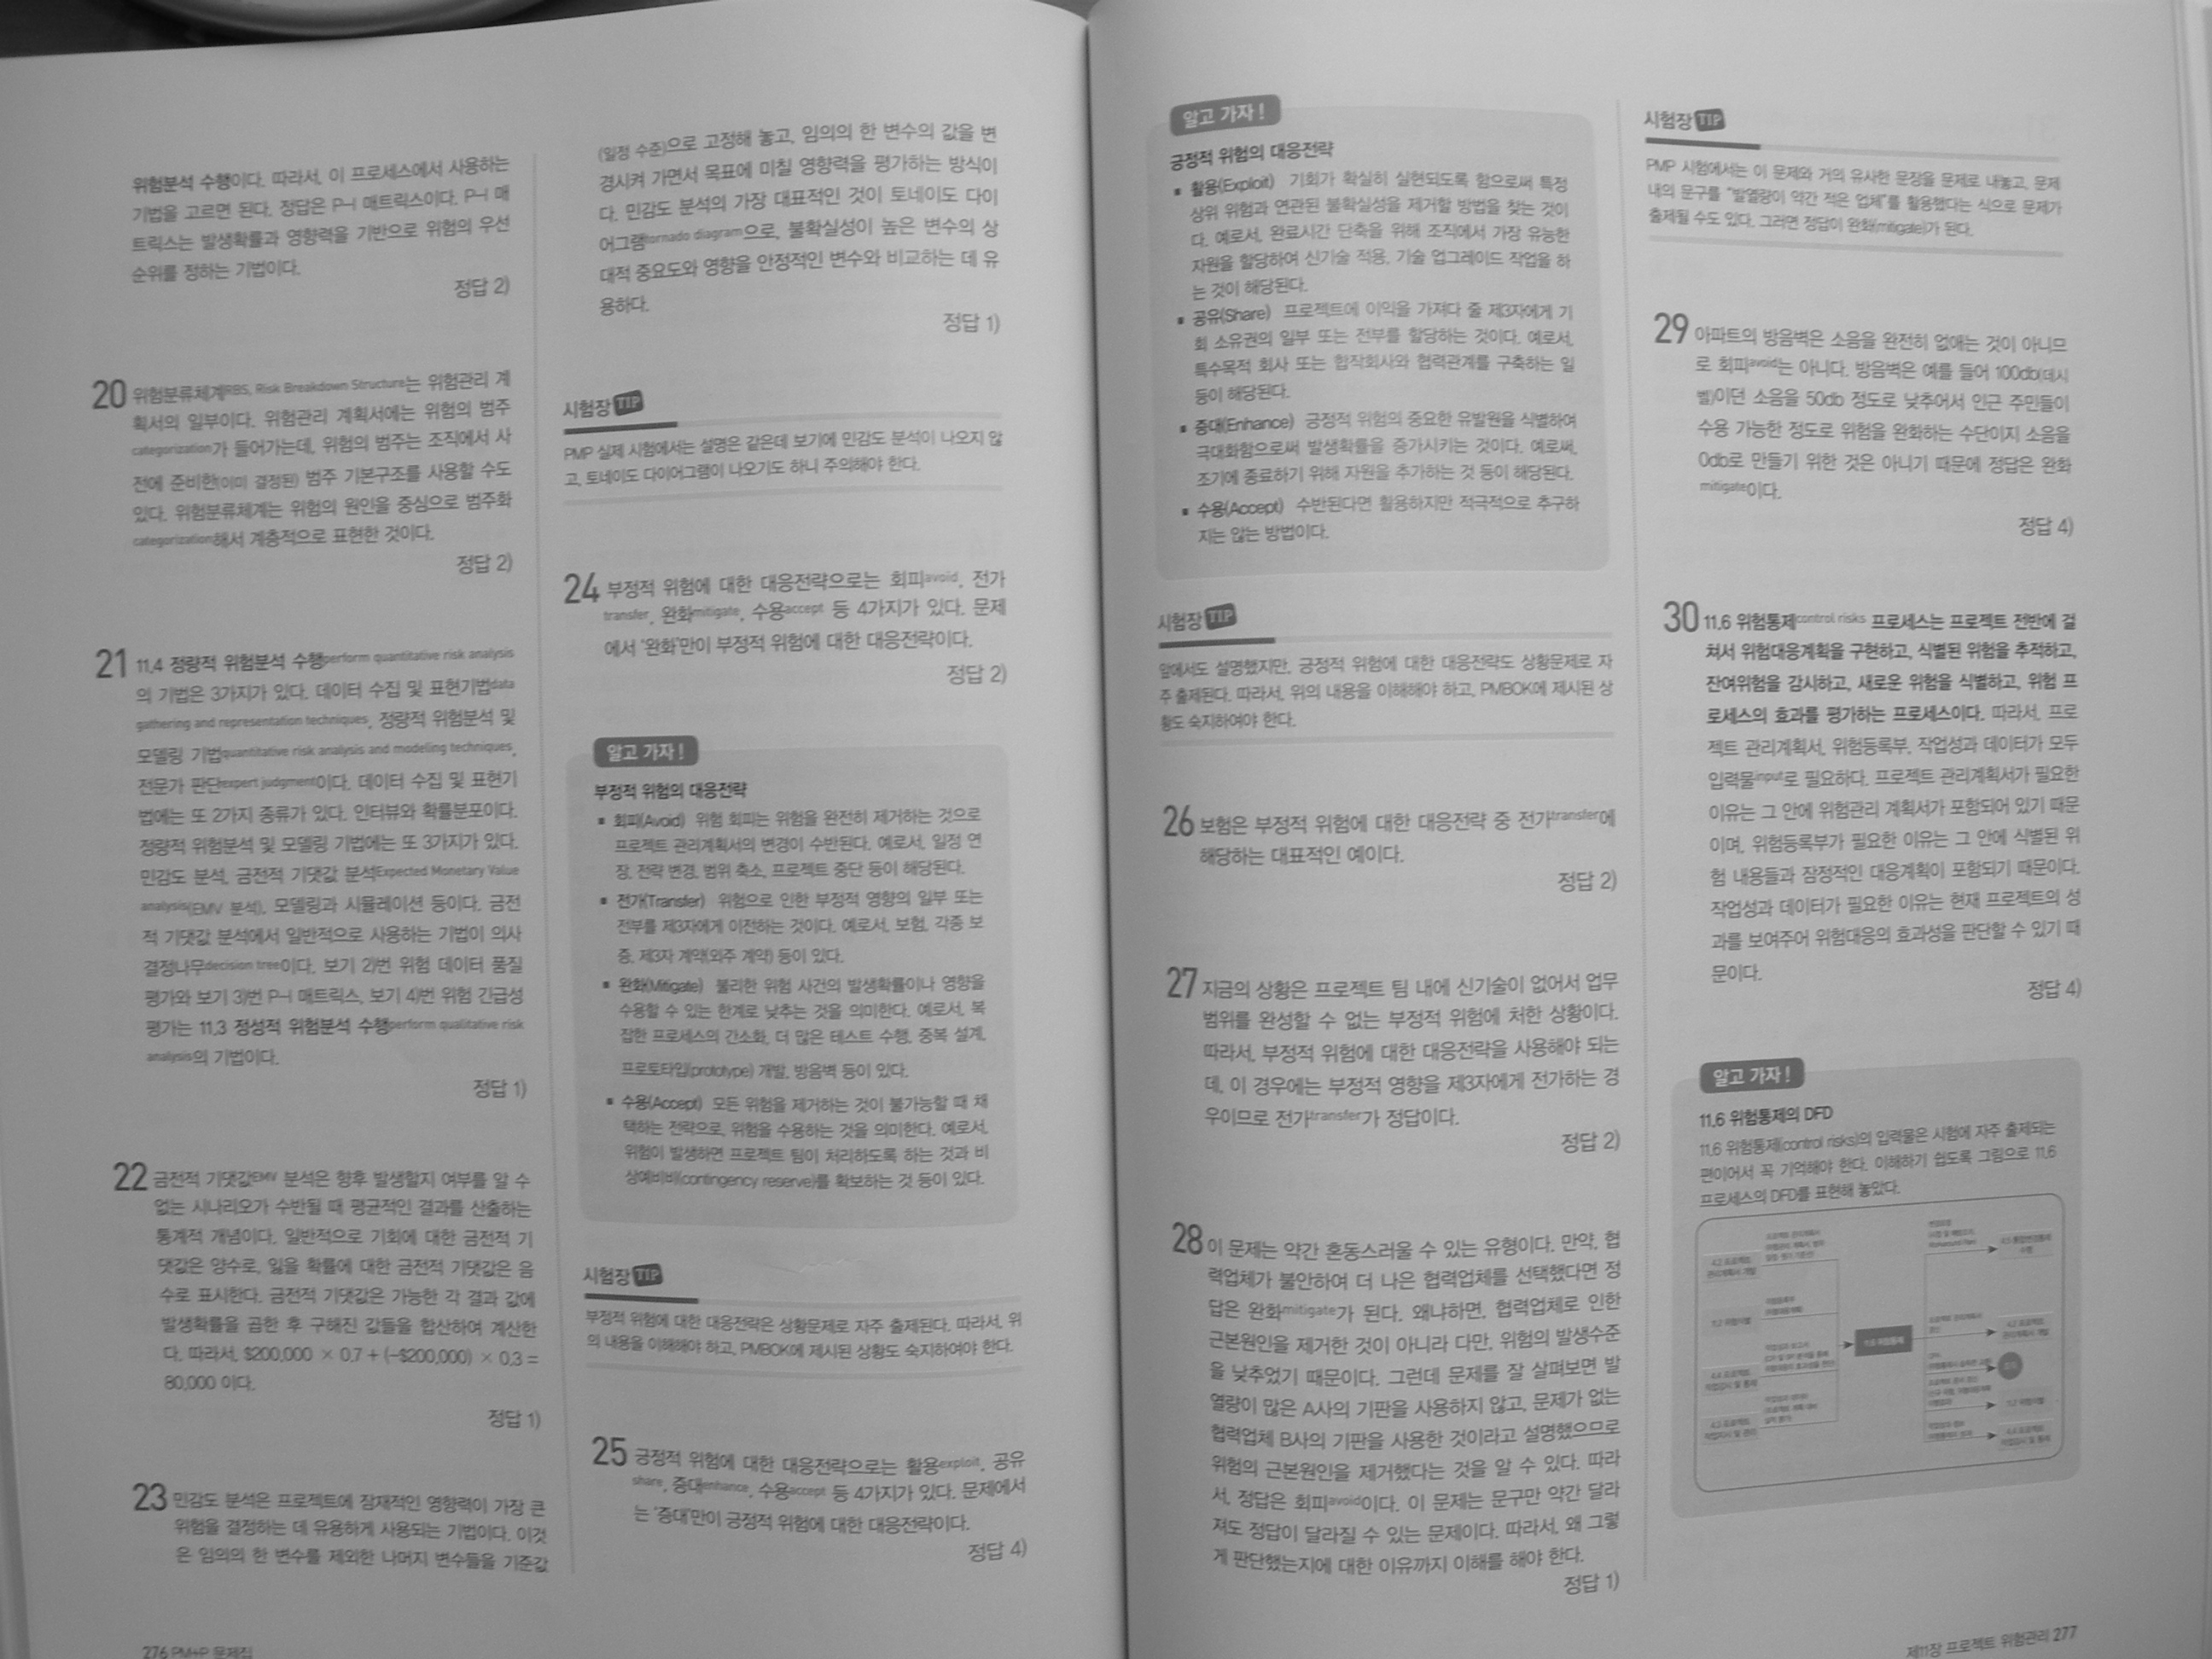 위험분석 수행이다. 따라서, 이 프로세스에서 사용하는
기법을 고르면 된다. 정답은 P-I 매트릭스이다. P-I 매
트릭스는 발생확률과 영향력을 기반으로 위험의 우선
순위를 정하는 기법이다.
정답 2)
20 위험분류체계RBS, Risk Breakdown Structure는 위험관리 계
획서의 일부이다. 위험관리 계획서에는 위험의 범주
categorization가 들어가는데, 위험의 범주는 조직에서 사
전에 준비한(이미 결정된) 범주 기본구조를 사용할 수도
있다. 위험분류체계는 위험의 원인을 중심으로 범주화
categorization해서 계층적으로 표현한 것이다.
정답 2)
21 11.4 정량적 위험분석 수행perform quantitative risk analysis
의 기법은 3가지가 있다. 데이터 수집 및 표현기법data
gathering and representation techniques, 정량적 위험분석 및
모델링 기법quantitative risk analysis and modeling techniques,
전문가 판단expert judgment이다. 데이터 수집 및 표현기
법에는 또 2가지 종류가 있다. 인터뷰와 확률분포이다.
정량적 위험분석 및 모델링 기법에는 또 3가지가 있다.
민감도 분석, 금전적 기댓값 분석Expected Monetary Value
analysis(EMV 분석), 모델링과 시뮬레이션 등이다. 금전
적 기댓값 분석에서 일반적으로 사용하는 기법이 의사
결정나무decision tree이다. 보기 2)번 위험 데이터 품질
평가와 보기 3)번 P-I 매트릭스, 보기 4)번 위험 긴급성
평가는 11.3 정성적 위험분석 수행perform qualitative risk
analysis의 기법이다.
정답 1)
22 금전적 기댓값EMV 분석은 향후 발생할지 여부를 알 수
없는 시나리오가 수반될 때 평균적인 결과를 산출하는
통계적 개념이다. 일반적으로 기회에 대한 금전적 기
댓값은 양수로, 잃을 확률에 대한 금전적 기댓값은 음
수로 표시한다. 금전적 기댓값은 가능한 각 결과 값에
발생확률을 곱한 후 구해진 값들을 합산하여 계산한
다. 따라서, $200,000 × 0.7 + (-$200,000) × 0.3 =
80,000 이다.
정답 1)
23 민감도 분석은 프로젝트에 잠재적인 영향력이 가장 큰
위험을 결정하는 데 유용하게 사용되는 기법이다. 이것
은 임의의 한 변수를 제외한 나머지 변수들을 기준값
276 PM+P 문제집
(일정 수준)으로 고정해 놓고, 임의의 한 변수의 값을 변
경시켜 가면서 목표에 미칠 영향력을 평가하는 방식이
다. 민감도 분석의 가장 대표적인 것이 토네이도 다이
어그램tornado diagram으로, 불확실성이 높은 변수의 상
대적 중요도와 영향을 안정적인 변수와 비교하는 데 유
용하다.
정답 1)
시험장 TIP
PMP 실제 시험에서는 설명은 같은데 보기에 민감도 분석이 나오지 않
고, 토네이도 다이어그램이 나오기도 하니 주의해야 한다.
24 부정적 위험에 대한 대응전략으로는 회피avoid, 전가
transfer, 완화mitigate, 수용accept 등 4가지가 있다. 문제
에서 '완화'만이 부정적 위험에 대한 대응전략이다.
정답 2)
알고 가자!
부정적 위험의 대응전략
▪ 회피(Avoid) 위험 회피는 위험을 완전히 제거하는 것으로
프로젝트 관리계획서의 변경이 수반된다. 예로서, 일정 연
장, 전략 변경, 범위 축소, 프로젝트 중단 등이 해당된다.
▪ 전가(Transfer) 위험으로 인한 부정적 영향의 일부 또는
전부를 제3자에게 이전하는 것이다. 예로서, 보험, 각종 보
증, 제3자 계약(외주 계약) 등이 있다.
▪ 완화(Mitigate) 불리한 위험 사건의 발생확률이나 영향을
수용할 수 있는 한계로 낮추는 것을 의미한다. 예로서, 복
잡한 프로세스의 간소화, 더 많은 테스트 수행, 중복 설계,
프로토타입(prototype) 개발, 방음벽 등이 있다.
▪ 수용(Accept) 모든 위험을 제거하는 것이 불가능할 때 채
택하는 전략으로, 위험을 수용하는 것을 의미한다. 예로서,
위험이 발생하면 프로젝트 팀이 처리하도록 하는 것과 비
상예비비(contingency reserve)를 확보하는 것 등이 있다.
시험장 TIP
부정적 위험에 대한 대응전략은 상황문제로 자주 출제된다. 따라서, 위
의 내용을 이해해야 하고, PMBOK에 제시된 상황도 숙지하여야 한다.
25 긍정적 위험에 대한 대응전략으로는 활용exploit, 공유
share, 증대enhance, 수용accept 등 4가지가 있다. 문제에서
는 '증대'만이 긍정적 위험에 대한 대응전략이다.
정답 4)
알고 가자!
긍정적 위험의 대응전략
▪ 활용(Exploit) 기회가 확실히 실현되도록 함으로써 특정
상위 위험과 연관된 불확실성을 제거할 방법을 찾는 것이
다. 예로서, 완료시간 단축을 위해 조직에서 가장 유능한
자원을 할당하여 신기술 적용, 기술 업그레이드 작업을 하
는 것이 해당된다.
▪ 공유(Share) 프로젝트에 이익을 가져다 줄 제3자에게 기
회 소유권의 일부 또는 전부를 할당하는 것이다. 예로서,
특수목적 회사 또는 합작회사와 협력관계를 구축하는 일
등이 해당된다.
▪ 증대(Enhance) 긍정적 위험의 중요한 유발원을 식별하여
극대화함으로써 발생확률을 증가시키는 것이다. 예로써,
조기에 종료하기 위해 자원을 추가하는 것 등이 해당된다.
▪ 수용(Accept) 수반된다면 활용하지만 적극적으로 추구하
지는 않는 방법이다.
시험장 TIP
앞에서도 설명했지만, 긍정적 위험에 대한 대응전략도 상황문제로 자
주 출제된다. 따라서, 위의 내용을 이해해야 하고, PMBOK에 제시된 상
황도 숙지하여야 한다.
26 보험은 부정적 위험에 대한 대응전략 중 전가transfer에
해당하는 대표적인 예이다.
정답 2)
27 지금의 상황은 프로젝트 팀 내에 신기술이 없어서 업무
범위를 완성할 수 없는 부정적 위험에 처한 상황이다.
따라서, 부정적 위험에 대한 대응전략을 사용해야 되는
데, 이 경우에는 부정적 영향을 제3자에게 전가하는 경
우이므로 전가transfer가 정답이다.
정답 2)
28 이 문제는 약간 혼동스러울 수 있는 유형이다. 만약, 협
력업체가 불안하여 더 나은 협력업체를 선택했다면 정
답은 완화mitigate가 된다. 왜냐하면, 협력업체로 인한
근본원인을 제거한 것이 아니라 다만, 위험의 발생수준
을 낮추었기 때문이다. 그런데 문제를 잘 살펴보면 발
열량이 많은 A사의 기판을 사용하지 않고, 문제가 없는
협력업체 B사의 기판을 사용한 것이라고 설명했으므로
위험의 근본원인을 제거했다는 것을 알 수 있다. 따라
서, 정답은 회피avoid이다. 이 문제는 문구만 약간 달라
져도 정답이 달라질 수 있는 문제이다. 따라서, 왜 그렇
게 판단했는지에 대한 이유까지 이해를 해야 한다.
정답 1)
시험장 TIP
PMP 시험에서는 이 문제와 거의 유사한 문장을 문제로 내놓고, 문제
내의 문구를 "발열량이 약간 적은 업체"를 활용했다는 식으로 문제가
출제될 수도 있다. 그러면 정답이 완화(mitigate)가 된다.
29 아파트의 방음벽은 소음을 완전히 없애는 것이 아니므
로 회피avoid는 아니다. 방음벽은 예를 들어 100db(데시
벨)이던 소음을 50db 정도로 낮추어서 인근 주민들이
수용 가능한 정도로 위험을 완화하는 수단이지 소음을
0db로 만들기 위한 것은 아니기 때문에 정답은 완화
mitigate이다.
정답 4)
30 11.6 위험통제control risks 프로세스는 프로젝트 전반에 걸
쳐서 위험대응계획을 구현하고, 식별된 위험을 추적하고,
잔여위험을 감시하고, 새로운 위험을 식별하고, 위험 프
로세스의 효과를 평가하는 프로세스이다. 따라서, 프로
젝트 관리계획서, 위험등록부, 작업성과 데이터가 모두
입력물input로 필요하다. 프로젝트 관리계획서가 필요한
이유는 그 안에 위험관리 계획서가 포함되어 있기 때문
이며, 위험등록부가 필요한 이유는 그 안에 식별된 위
험 내용들과 잠정적인 대응계획이 포함되기 때문이다.
작업성과 데이터가 필요한 이유는 현재 프로젝트의 성
과를 보여주어 위험대응의 효과성을 판단할 수 있기 때
문이다.
정답 4)
알고 가자!
11.6 위험통제의 DFD
11.6 위험통제(control risks)의 입력물은 시험에 자주 출제되는
편이어서 꼭 기억해야 한다. 이해하기 쉽도록 그림으로 11.6
프로세스의 DFD를 표현해 놓았다.
4.2 프로젝트
관리계획서 개발
11.2 위험식별
4.4 프로젝트
작업감시 및 통제
11.6 위험통제
4.2 프로젝트
관리계획서 개발
11.2 위험식별
4.4 프로젝트
작업감시 및 통제
제11장 프로젝트 위험관리 277